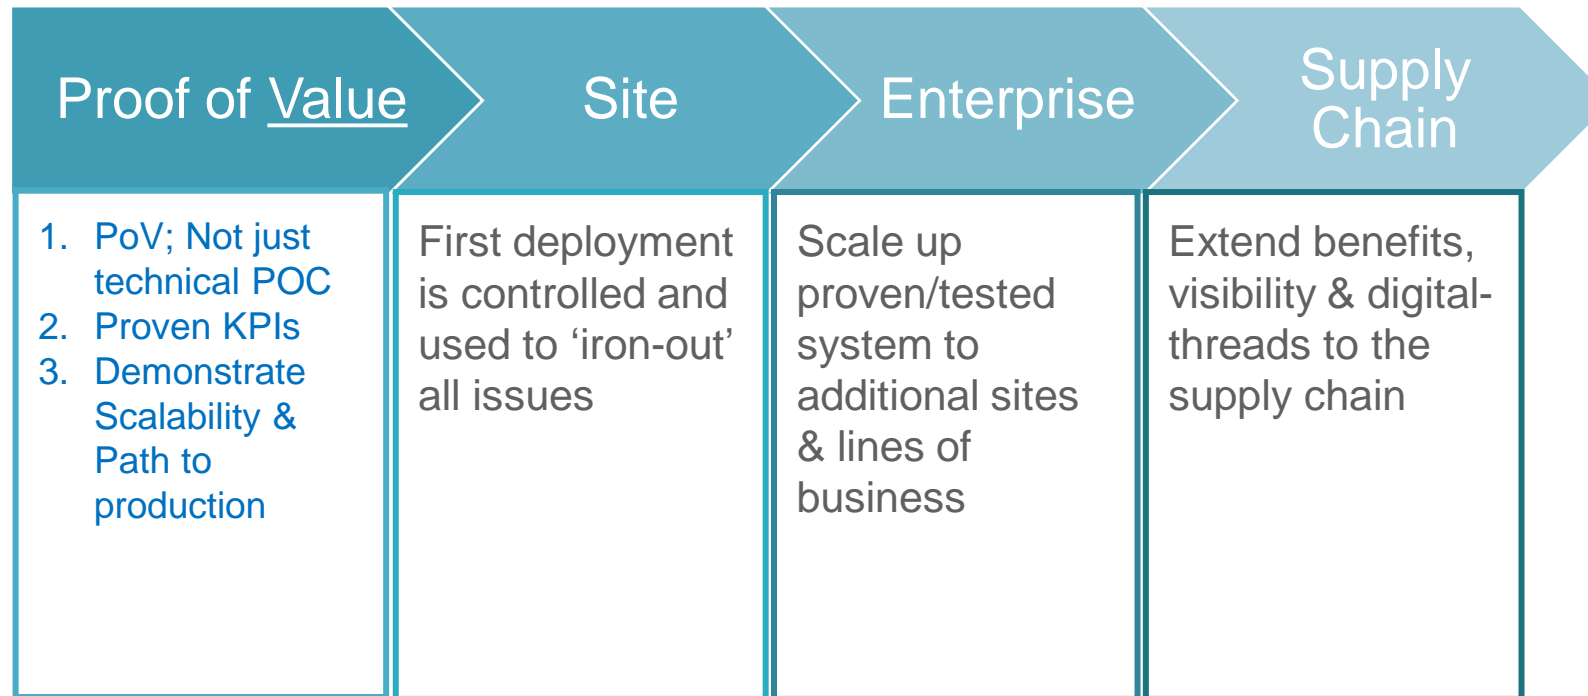 Proof of Value
Site
Enterprise
Supply
Chain
1. PoV; Not just
technical POC
2. Proven KPIs
3. Demonstrate
Scalability &
Path to
production
First deployment
is controlled and
used to ‘iron-out’
all issues
Scale up
proven/tested
system to
additional sites
& lines of
business
Extend benefits,
visibility & digital-
threads to the
supply chain